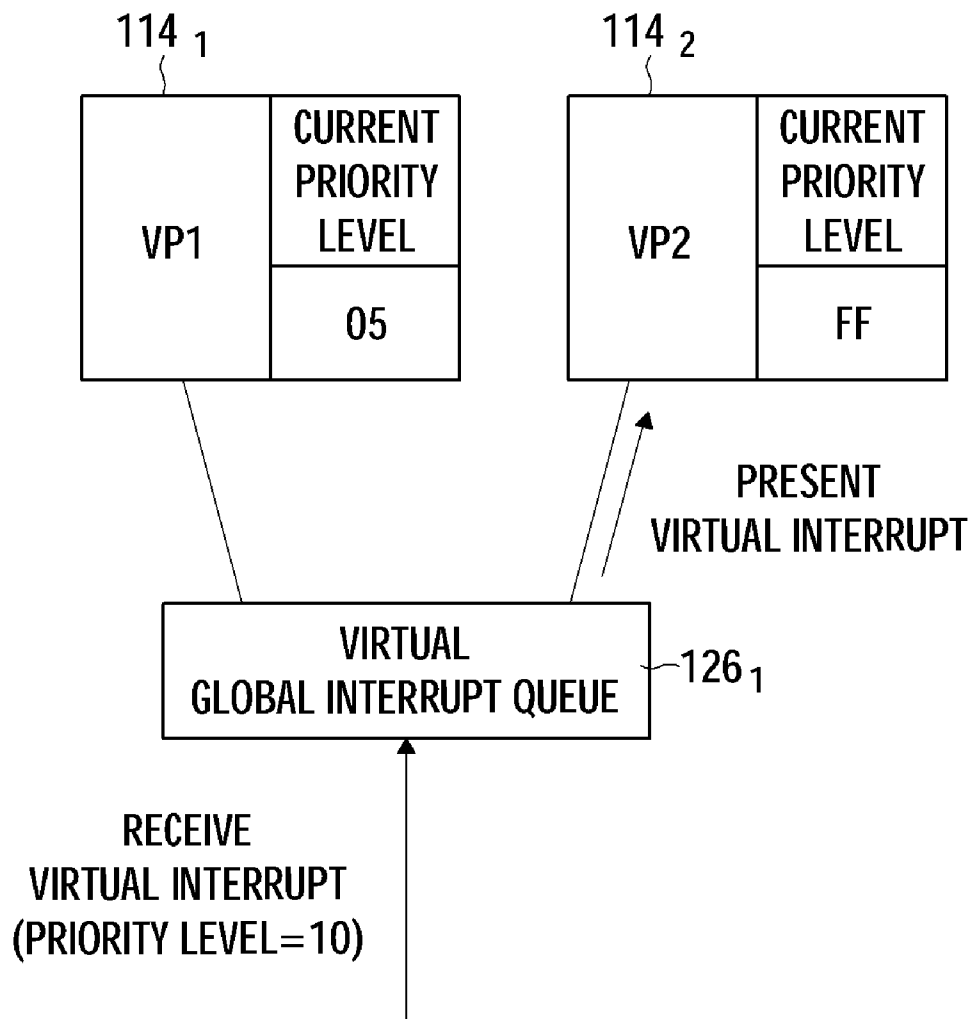 114 1
114 2
VP1
CURRENT
PRIORITY
LEVEL
05
VP2
CURRENT
PRIORITY
LEVEL
FF
PRESENT
VIRTUAL INTERRUPT
VIRTUAL
GLOBAL INTERRUPT QUEUE
126 1
RECEIVE
VIRTUAL INTERRUPT
(PRIORITY LEVEL=10)